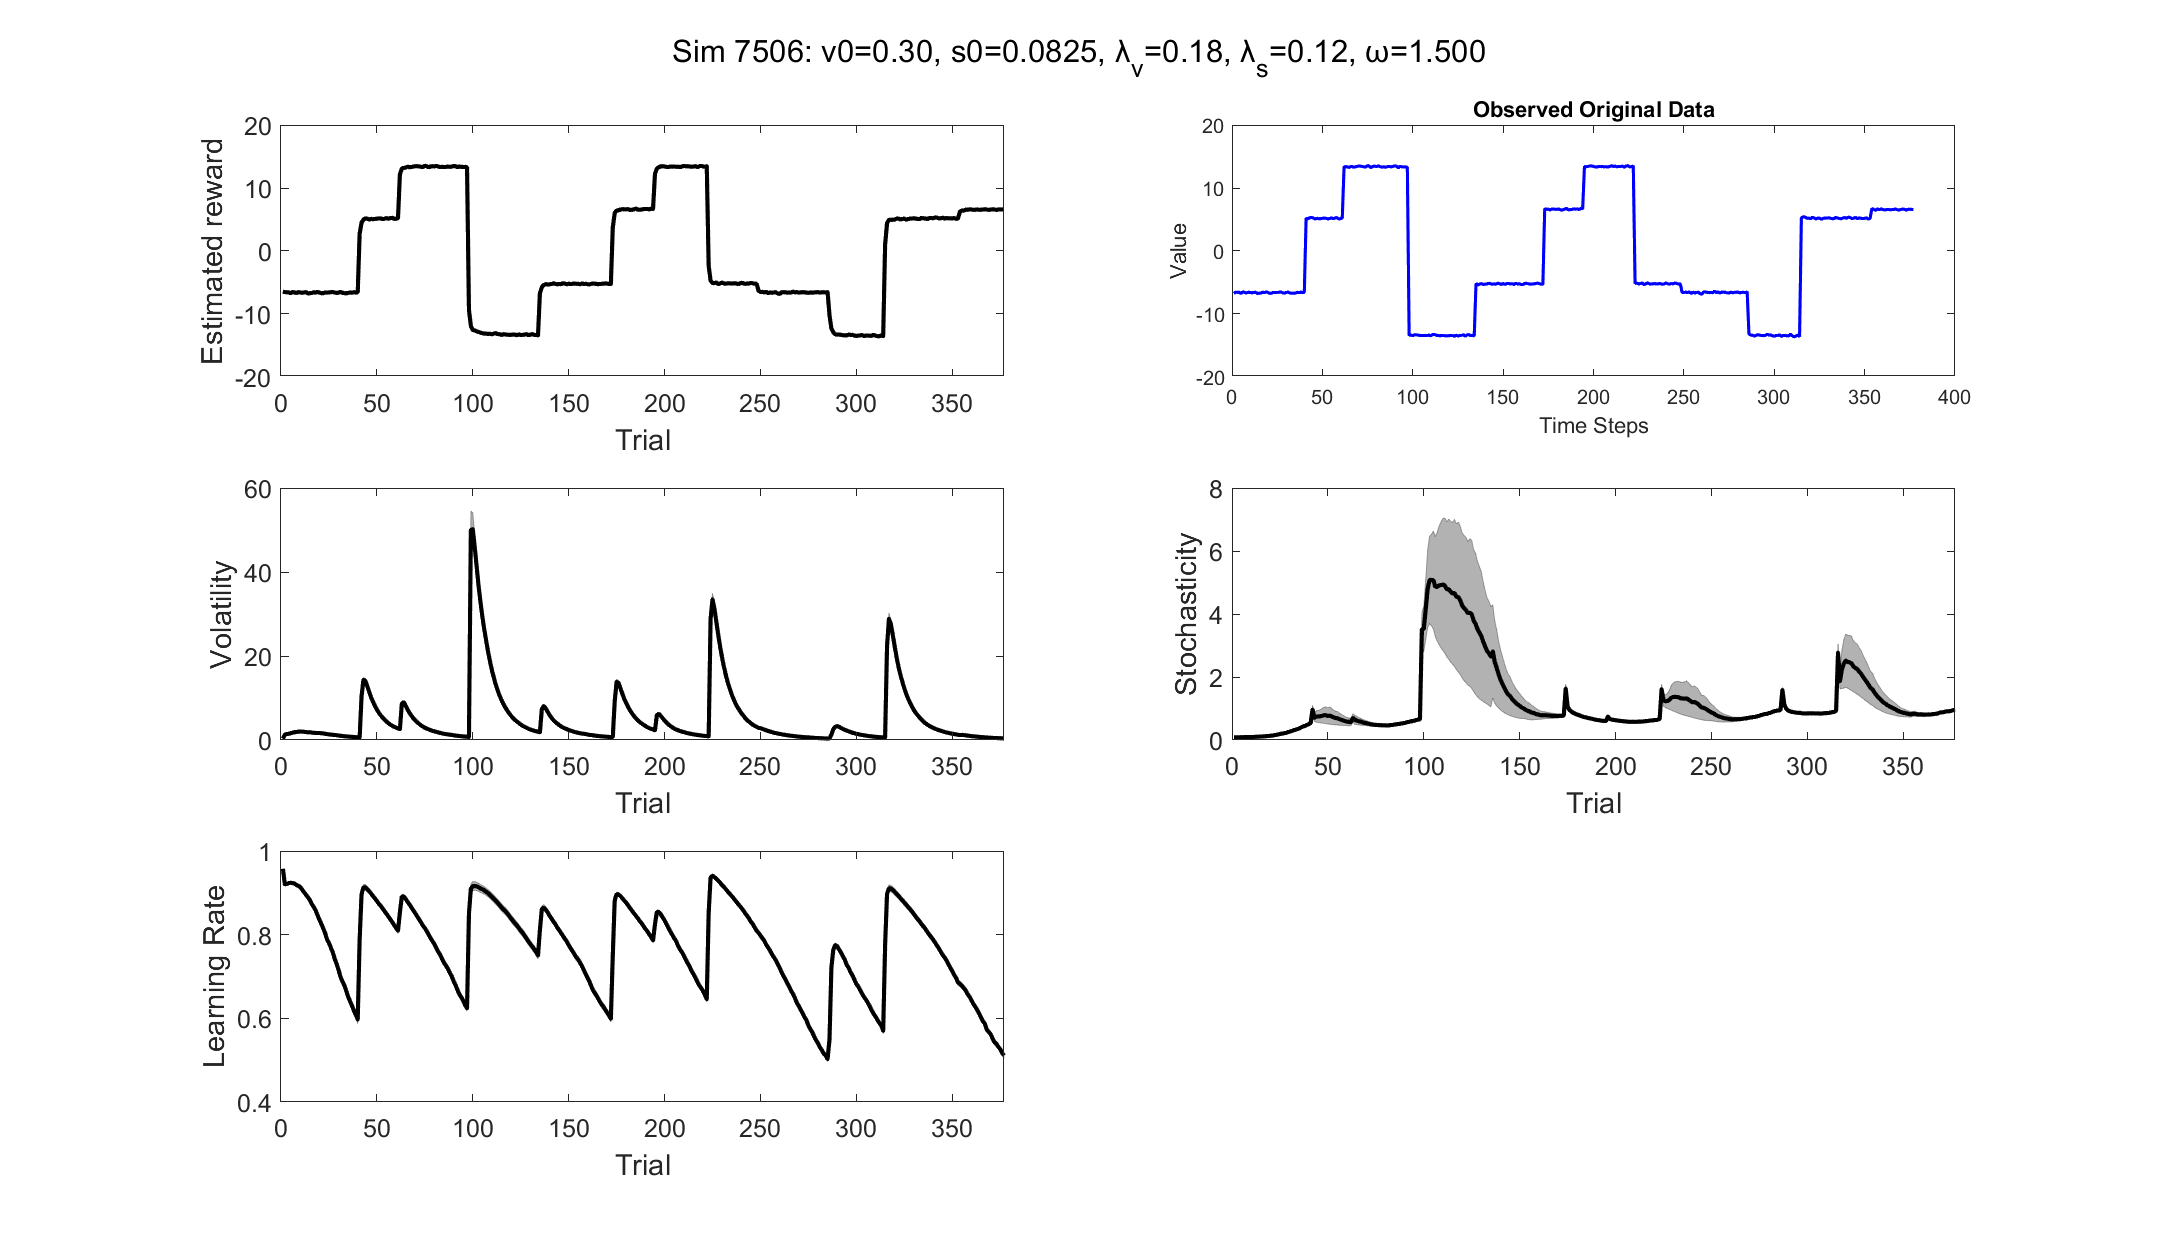 Sim 7506: v0=0.30, s0=0.0825, λ_v=0.18, λ_s=0.12, ω=1.500
20
10
0
-10
-20
Estimated reward
0 50 100 150 200 250 300 350
Trial
Observed Original Data
20
10
0
-10
-20
Value
0 50 100 150 200 250 300 350 400
Time Steps
60
40
20
0
Volatility
0 50 100 150 200 250 300 350
Trial
8
6
4
2
0
Stochasticity
0 50 100 150 200 250 300 350
Trial
1
0.8
0.6
0.4
Learning Rate
0 50 100 150 200 250 300 350
Trial